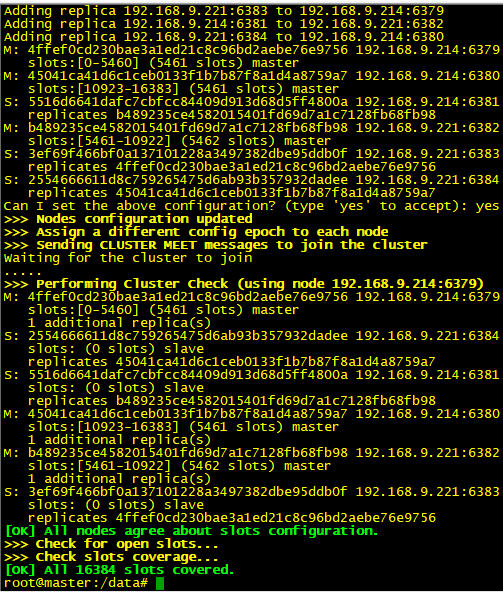 Adding replica 192.168.9.221:6383 to 192.168.9.214:6379
Adding replica 192.168.9.214:6381 to 192.168.9.221:6382
Adding replica 192.168.9.221:6384 to 192.168.9.214:6380
M: 4ffef0cd230bae3a1ed21c8c96bd2aebe76e9756 192.168.9.214:6379
slots:[0-5460] (5461 slots) master
M: 45041ca41d6c1ceb0133f1b7b87f8a1d4a8759a7 192.168.9.214:6380
slots:[10923-16383] (5461 slots) master
S: 5516d6641dafc7cbfcc84409d913d68d5ff4800a 192.168.9.214:6381
replicates b489235ce4582015401fd69d7a1c7128fb68fb98
M: b489235ce4582015401fd69d7a1c7128fb68fb98 192.168.9.221:6382
slots:[5461-10922] (5462 slots) master
S: 3ef69f466bf0a137101228a3497382dbe95ddb0f 192.168.9.221:6383
replicates 4ffef0cd230bae3a1ed21c8c96bd2aebe76e9756
S: 2554666611d8c759265475d6ab93b357932dadee 192.168.9.221:6384
replicates 45041ca41d6c1ceb0133f1b7b87f8a1d4a8759a7
Can I set the above configuration? (type 'yes' to accept): yes
>>> Nodes configuration updated
>>> Assign a different config epoch to each node
>>> Sending CLUSTER MEET messages to join the cluster
Waiting for the cluster to join
.....
>>> Performing Cluster Check (using node 192.168.9.214:6379)
M: 4ffef0cd230bae3a1ed21c8c96bd2aebe76e9756 192.168.9.214:6379
slots:[0-5460] (5461 slots) master
1 additional replica(s)
S: 2554666611d8c759265475d6ab93b357932dadee 192.168.9.221:6384
slots: (0 slots) slave
replicates 45041ca41d6c1ceb0133f1b7b87f8a1d4a8759a7
S: 5516d6641dafc7cbfcc84409d913d68d5ff4800a 192.168.9.214:6381
slots: (0 slots) slave
replicates b489235ce4582015401fd69d7a1c7128fb68fb98
M: 45041ca41d6c1ceb0133f1b7b87f8a1d4a8759a7 192.168.9.214:6380
slots:[10923-16383] (5461 slots) master
1 additional replica(s)
M: b489235ce4582015401fd69d7a1c7128fb68fb98 192.168.9.221:6382
slots:[5461-10922] (5462 slots) master
1 additional replica(s)
S: 3ef69f466bf0a137101228a3497382dbe95ddb0f 192.168.9.221:6383
slots: (0 slots) slave
replicates 4ffef0cd230bae3a1ed21c8c96bd2aebe76e9756
[OK] All nodes agree about slots configuration.
>>> Check for open slots...
>>> Check slots coverage...
[OK] All 16384 slots covered.
root@master:/data#